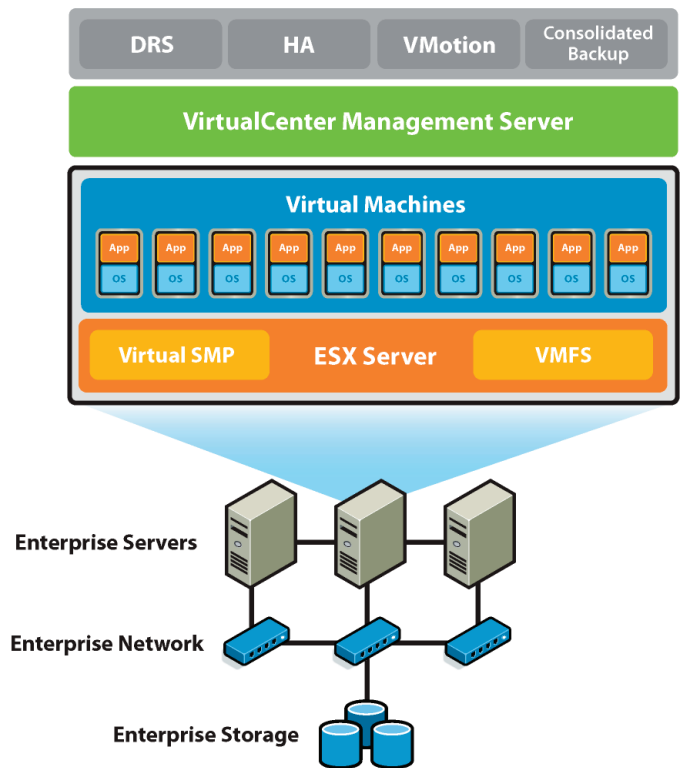 DRS HA VMotion Consolidated
Backup
VirtualCenter Management Server
Virtual Machines
App App App App App App App App App App
OS OS OS OS OS OS OS OS OS OS
Virtual SMP ESX Server VMFS
Enterprise Servers
Enterprise Network
Enterprise Storage